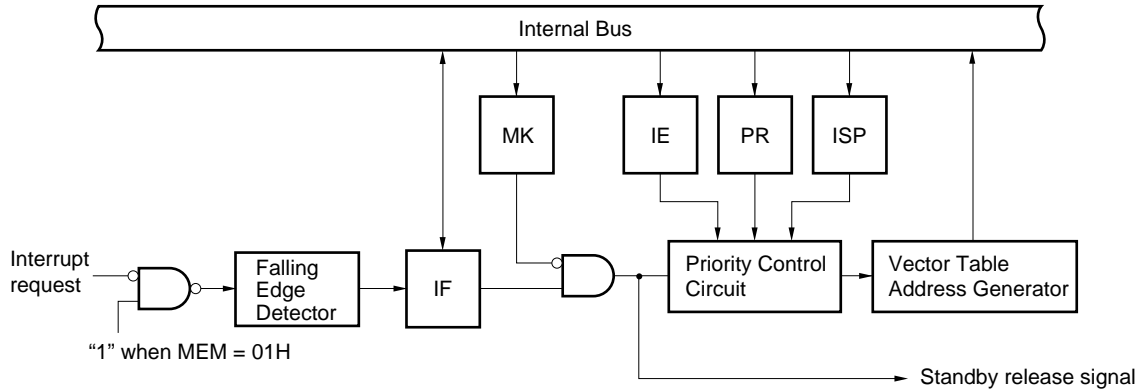 Internal Bus
MK
IE
PR
ISP
Interrupt
request
Falling
Edge
Detector
IF
Priority Control
Circuit
Vector Table
Address Generator
“1” when MEM = 01H
Standby release signal